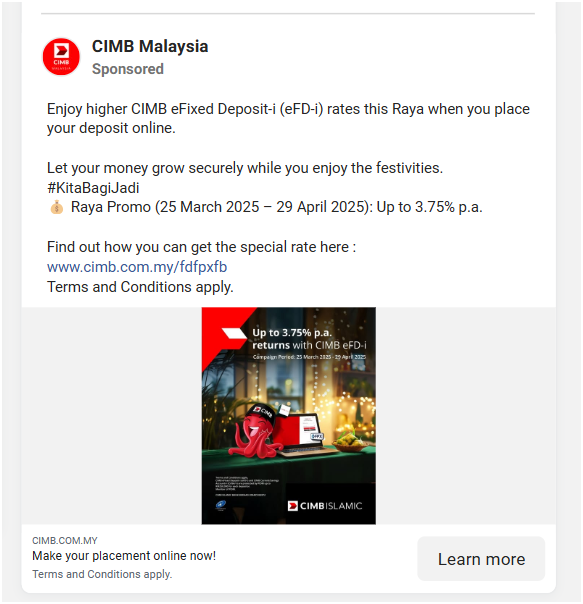 CIMB Malaysia
Sponsored
Enjoy higher CIMB eFixed Deposit-i (eFD-i) rates this Raya when you place
your deposit online.
Let your money grow securely while you enjoy the festivities.
#KitaBagiJadi
💰 Raya Promo (25 March 2025 – 29 April 2025): Up to 3.75% p.a.
Find out how you can get the special rate here :
www.cimb.com.my/fdfpxfb
Terms and Conditions apply.
Up to 3.75% p.a.
returns with CIMB eFD-i
Campaign Period: 25 March 2025 - 29 April 2025
CIMB
CIMB ISLAMIC
CIMB.COM.MY
Make your placement online now!
Terms and Conditions apply.
Learn more